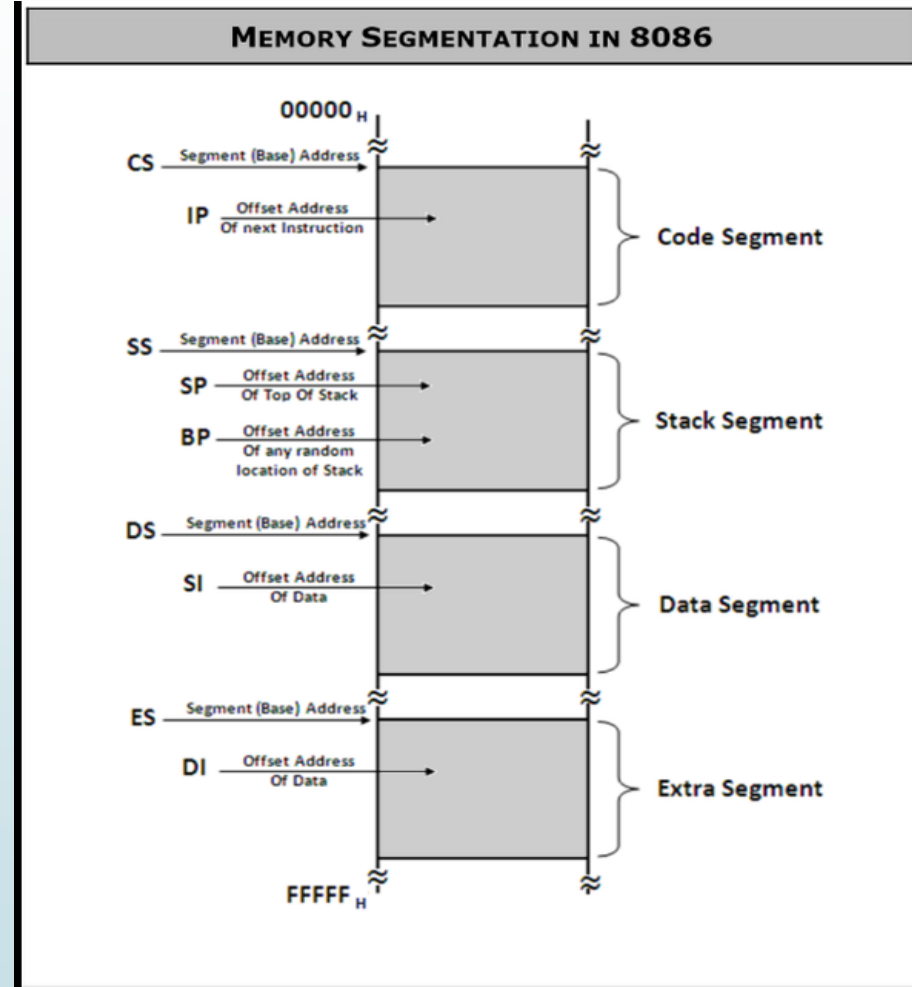 MEMORY SEGMENTATION IN 8086
00000 H
CS Segment (Base) Address
IP Offset Address
Of next Instruction
Code Segment
SS Segment (Base) Address
SP Offset Address
Of Top Of Stack
BP Offset Address
Of any random
location of Stack
Stack Segment
DS Segment (Base) Address
SI Offset Address
Of Data
Data Segment
ES Segment (Base) Address
DI Offset Address
Of Data
Extra Segment
FFFFF H